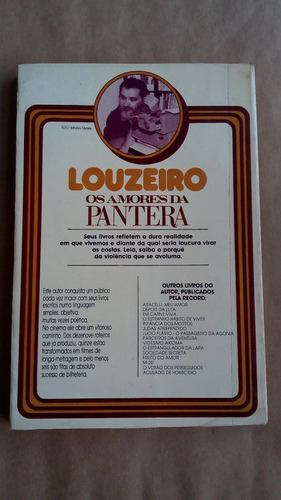 LOUZEIRO
OS AMORES DA
PANTERA
Seus livros refletem a dura realidade
em que vivemos e diante da qual seria loucura virar
as costas. Leia, saiba o porquê
da violência que se avoluma.
Este autor conquista um público
cada vez maior com seus livros
escritos numa linguagem
simples, objetiva,
muitas vezes poética.
No cinema ele abre um vitorioso
caminho. Das dezenove roteiros
que já produziu, quinze estão
transformados em filmes de
longa-metragem e pelo menos
seis são fitas de absoluto
sucesso de bilheteria.
OUTROS LIVROS DO
AUTOR, PUBLICADOS
PELA RECORD:
ARACELLI, MEU AMOR
DEPOIS DA LUTA
EM CARNE VIVA
O ESTRANHO HÁBITO DE VIVER
INFÂNCIA DOS MORTOS
JUDAS ARREPENDIDO
LÚCIO FLÁVIO - O PASSAGEIRO DA AGONIA
PARCEIROS DA AVENTURA
VIGÉSIMO AXIOMA
O ESTRANGULADOR DA LAPA
SOCIEDADE SECRETA
FRUTO DO AMOR
M-20
O VERÃO DOS PERSEGUIDOS
ACUSADO DE HOMICÍDIO